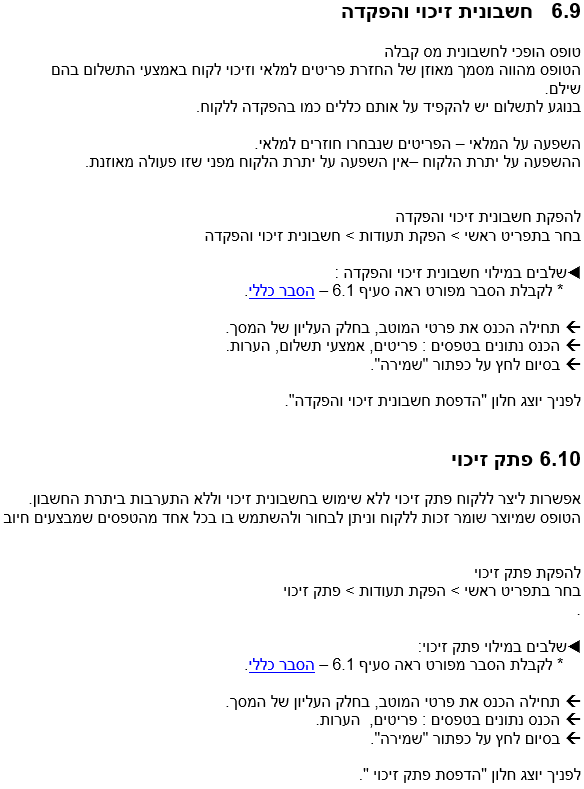 6.9 חשבונית זיכוי והפקדה
טופס הופכי לחשבונית מס קבלה
הטופס מהווה מסמך מאוזן של החזרת פריטים למלאי וזיכוי לקוח באמצעי התשלום בהם
שילם.
בנוגע לתשלום יש להקפיד על אותם כללים כמו בהפקדה ללקוח.
השפעה על המלאי – הפריטים שנבחרו חוזרים למלאי.
ההשפעה על יתרת הלקוח –אין השפעה על יתרת הלקוח מפני שזו פעולה מאוזנת.
להפקת חשבונית זיכוי והפקדה
בחר בתפריט ראשי > הפקת תעודות > חשבונית זיכוי והפקדה
◄שלבים במילוי חשבונית זיכוי והפקדה :
* לקבלת הסבר מפורט ראה סעיף 6.1 – הסבר כללי.
← תחילה הכנס את פרטי המוטב, בחלק העליון של המסך.
← הכנס נתונים בטפסים : פריטים, אמצעי תשלום, הערות.
← בסיום לחץ על כפתור "שמירה".
לפניך יוצג חלון "הדפסת חשבונית זיכוי והפקדה".
6.10 פתק זיכוי
אפשרות ליצר ללקוח פתק זיכוי ללא שימוש בחשבונית זיכוי וללא התערבות ביתרת החשבון.
הטופס שמיוצר שומר זכות ללקוח וניתן לבחור ולהשתמש בו בכל אחד מהטפסים שמבצעים חיוב
להפקת פתק זיכוי
בחר בתפריט ראשי > הפקת תעודות > פתק זיכוי
.
◄שלבים במילוי פתק זיכוי:
* לקבלת הסבר מפורט ראה סעיף 6.1 – הסבר כללי.
← תחילה הכנס את פרטי המוטב, בחלק העליון של המסך.
← הכנס נתונים בטפסים : פריטים, הערות.
← בסיום לחץ על כפתור "שמירה".
לפניך יוצג חלון "הדפסת פתק זיכוי ".